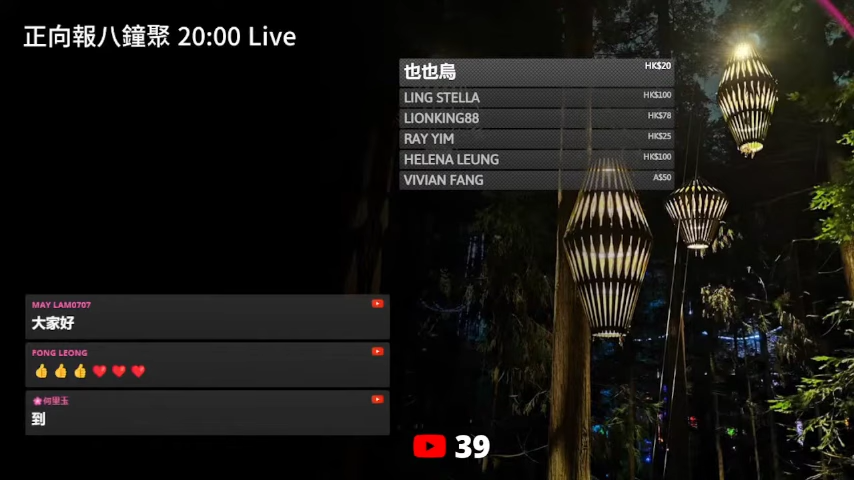 正向報八鐘聚 20:00 Live
也也鳥 HK$20
LING STELLA HK$100
LIONKING88 HK$78
RAY YIM HK$25
HELENA LEUNG HK$100
VIVIAN FANG A$50
MAY LAM0707
大家好
FONG LEONG
👍👍👍❤️❤️❤️
🌸何里玉
到
39